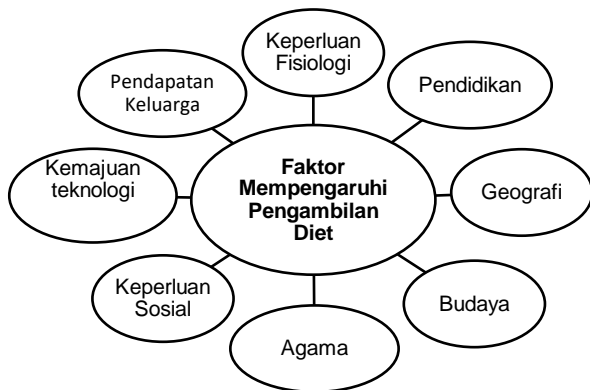 Keperluan
Fisiologi
Pendidikan
Geografi
Budaya
Agama
Keperluan
Sosial
Kemajuan
teknologi
Pendapatan
Keluarga
Faktor
Mempengaruhi
Pengambilan
Diet